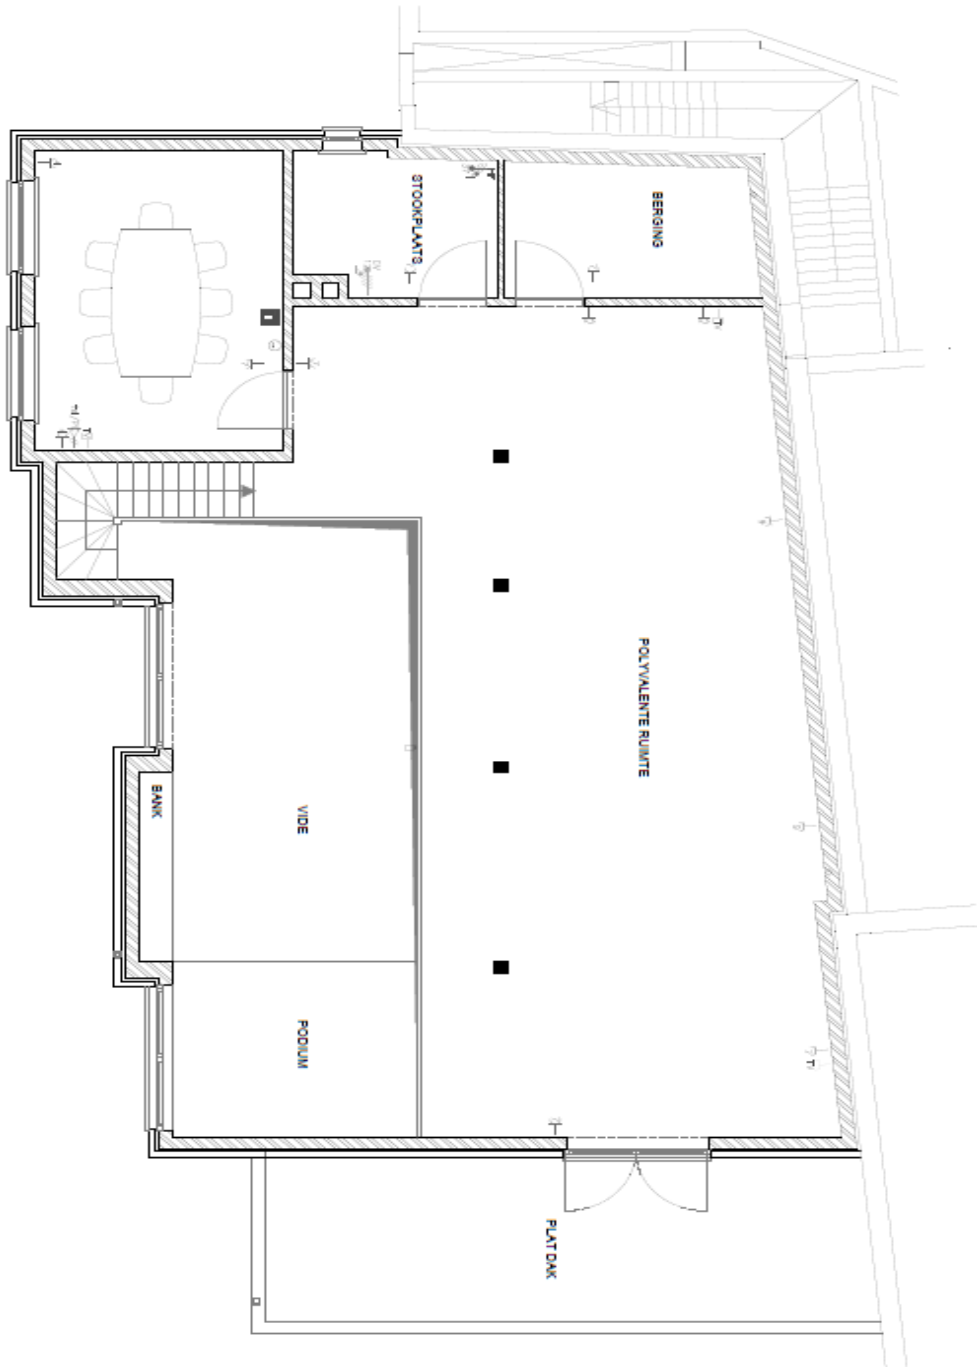 STOOKPLAATS
BERGING
POLYVALENTE RUIMTE
BANK
VIDE
PODIUM
PLAT DAK